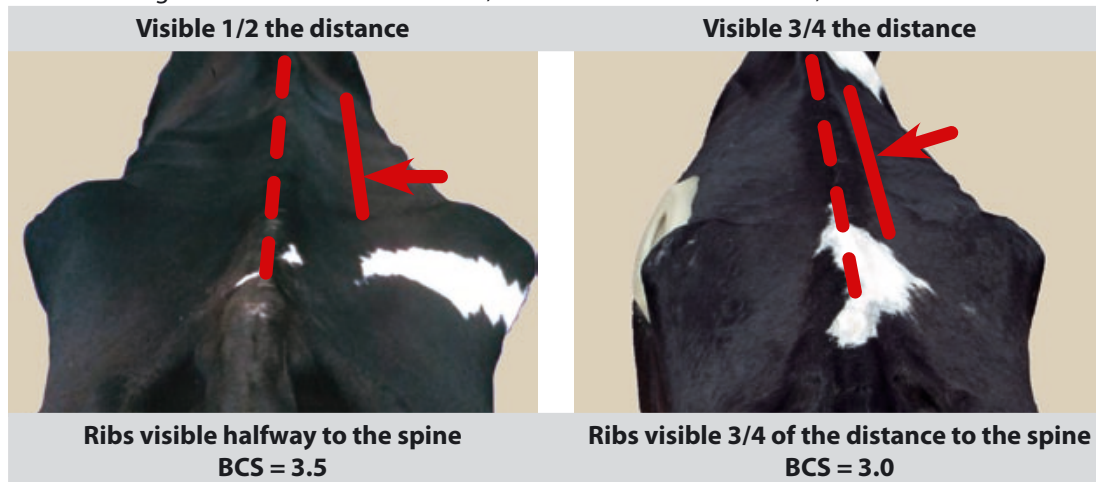 Visible 1/2 the distance
Visible 3/4 the distance
Ribs visible halfway to the spine
BCS = 3.5
Ribs visible 3/4 of the distance to the spine
BCS = 3.0